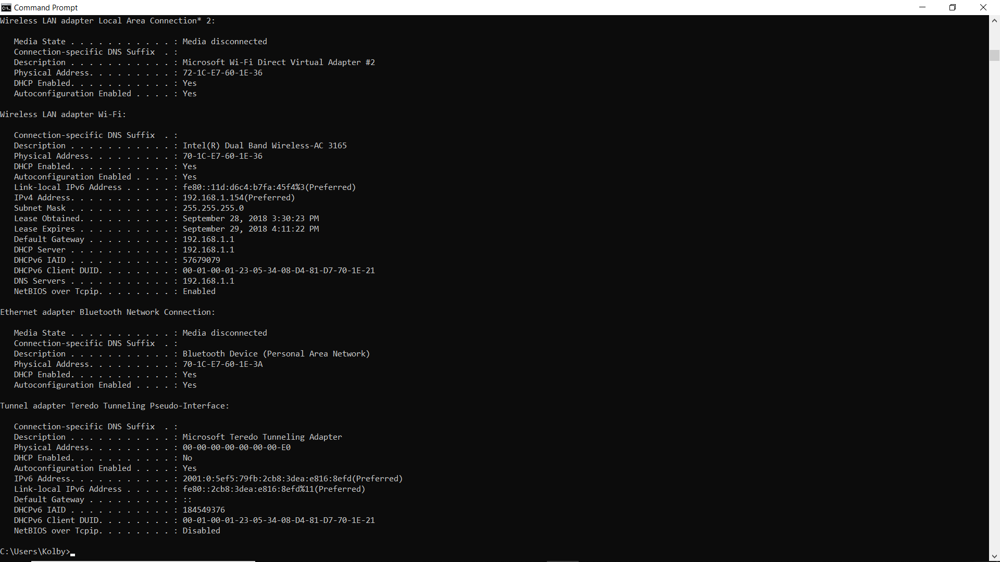 Command Prompt
Wireless LAN adapter Local Area Connection* 2:
Media State . . . . . . . . . . . : Media disconnected
Connection-specific DNS Suffix  . :
Description . . . . . . . . . . . : Microsoft Wi-Fi Direct Virtual Adapter #2
Physical Address. . . . . . . . . : 72-1C-E7-60-1E-36
DHCP Enabled. . . . . . . . . . . : Yes
Autoconfiguration Enabled . . . . : Yes
Wireless LAN adapter Wi-Fi:
Connection-specific DNS Suffix  . :
Description . . . . . . . . . . . : Intel(R) Dual Band Wireless-AC 3165
Physical Address. . . . . . . . . : 70-1C-E7-60-1E-36
DHCP Enabled. . . . . . . . . . . : Yes
Autoconfiguration Enabled . . . . : Yes
Link-local IPv6 Address . . . . . : fe80::11d:d6c4:b7fa:45f4%3(Preferred)
IPv4 Address. . . . . . . . . . . : 192.168.1.154(Preferred)
Subnet Mask . . . . . . . . . . . : 255.255.255.0
Lease Obtained. . . . . . . . . . : September 28, 2018 3:30:23 PM
Lease Expires . . . . . . . . . . : September 29, 2018 4:11:22 PM
Default Gateway . . . . . . . . . : 192.168.1.1
DHCP Server . . . . . . . . . . . : 192.168.1.1
DHCPv6 IAID . . . . . . . . . . . : 57679079
DHCPv6 Client DUID. . . . . . . . : 00-01-00-01-23-05-34-08-D4-81-D7-70-1E-21
DNS Servers . . . . . . . . . . . : 192.168.1.1
NetBIOS over Tcpip. . . . . . . . : Enabled
Ethernet adapter Bluetooth Network Connection:
Media State . . . . . . . . . . . : Media disconnected
Connection-specific DNS Suffix  . :
Description . . . . . . . . . . . : Bluetooth Device (Personal Area Network)
Physical Address. . . . . . . . . : 70-1C-E7-60-1E-3A
DHCP Enabled. . . . . . . . . . . : Yes
Autoconfiguration Enabled . . . . : Yes
Tunnel adapter Teredo Tunneling Pseudo-Interface:
Connection-specific DNS Suffix  . :
Description . . . . . . . . . . . : Microsoft Teredo Tunneling Adapter
Physical Address. . . . . . . . . : 00-00-00-00-00-00-00-E0
DHCP Enabled. . . . . . . . . . . : No
Autoconfiguration Enabled . . . . : Yes
IPv6 Address. . . . . . . . . . . : 2001:0:5ef5:79fb:2cb8:3dea:e816:8efd(Preferred)
Link-local IPv6 Address . . . . . : fe80::2cb8:3dea:e816:8efd%11(Preferred)
Default Gateway . . . . . . . . . : ::
DHCPv6 IAID . . . . . . . . . . . : 184549376
DHCPv6 Client DUID. . . . . . . . : 00-01-00-01-23-05-34-08-D4-81-D7-70-1E-21
NetBIOS over Tcpip. . . . . . . . : Disabled
C:\Users\Kolby>